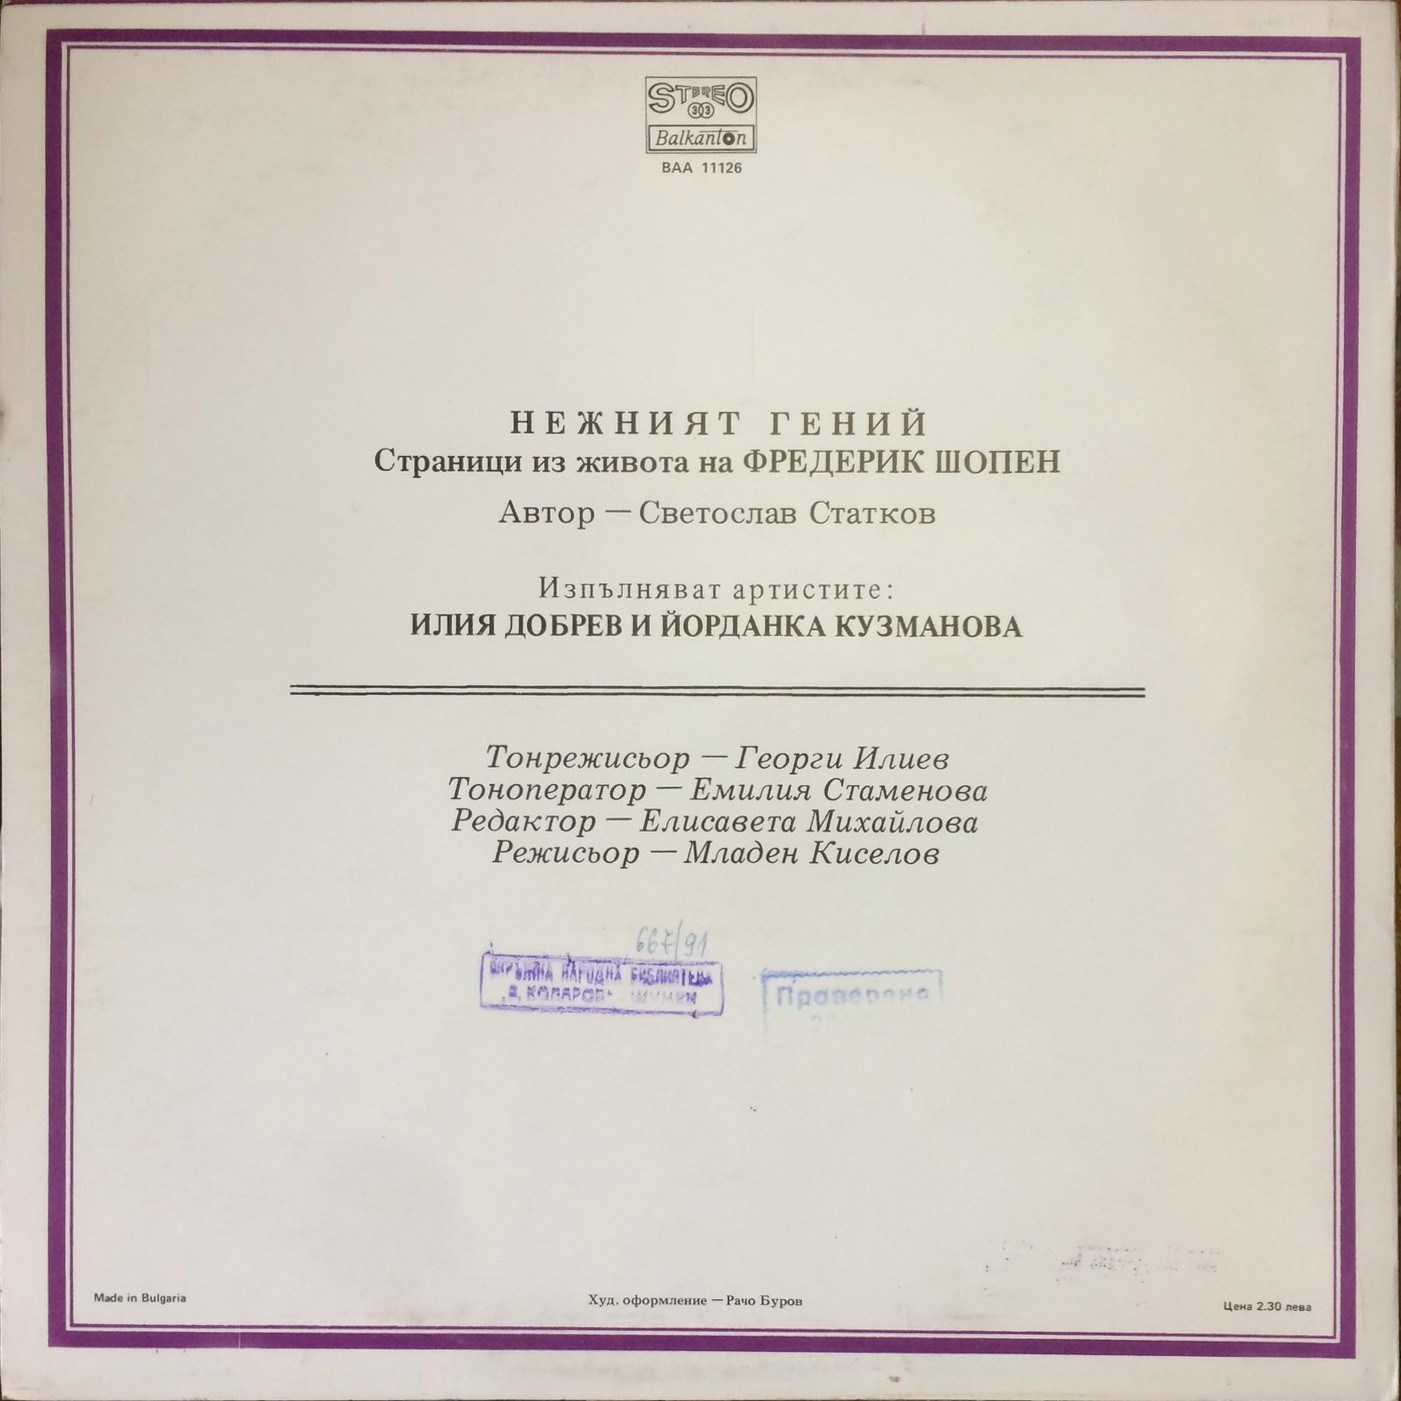 STEREO
33
Balkanton
ВАА 11126
НЕЖНИЯТ ГЕНИЙ
Страници из живота на ФРЕДЕРИК ШОПЕН
Автор — Светослав Статков
Изпълняват артистите:
ИЛИЯ ДОБРЕВ И ЙОРДАНКА КУЗМАНОВА
Тонрежисьор — Георги Илиев
Тоноператор — Емилия Стаменова
Редактор — Елисавета Михайлова
Режисьор — Младен Киселов
667/91
ОКРЪЖНА НАРОДНА БИБЛИОТЕКА
„В. КОЛАРОВ“ ШУМЕН
Проверено
Made in Bulgaria
Худ. оформление — Рачо Буров
Цена 2.30 лева